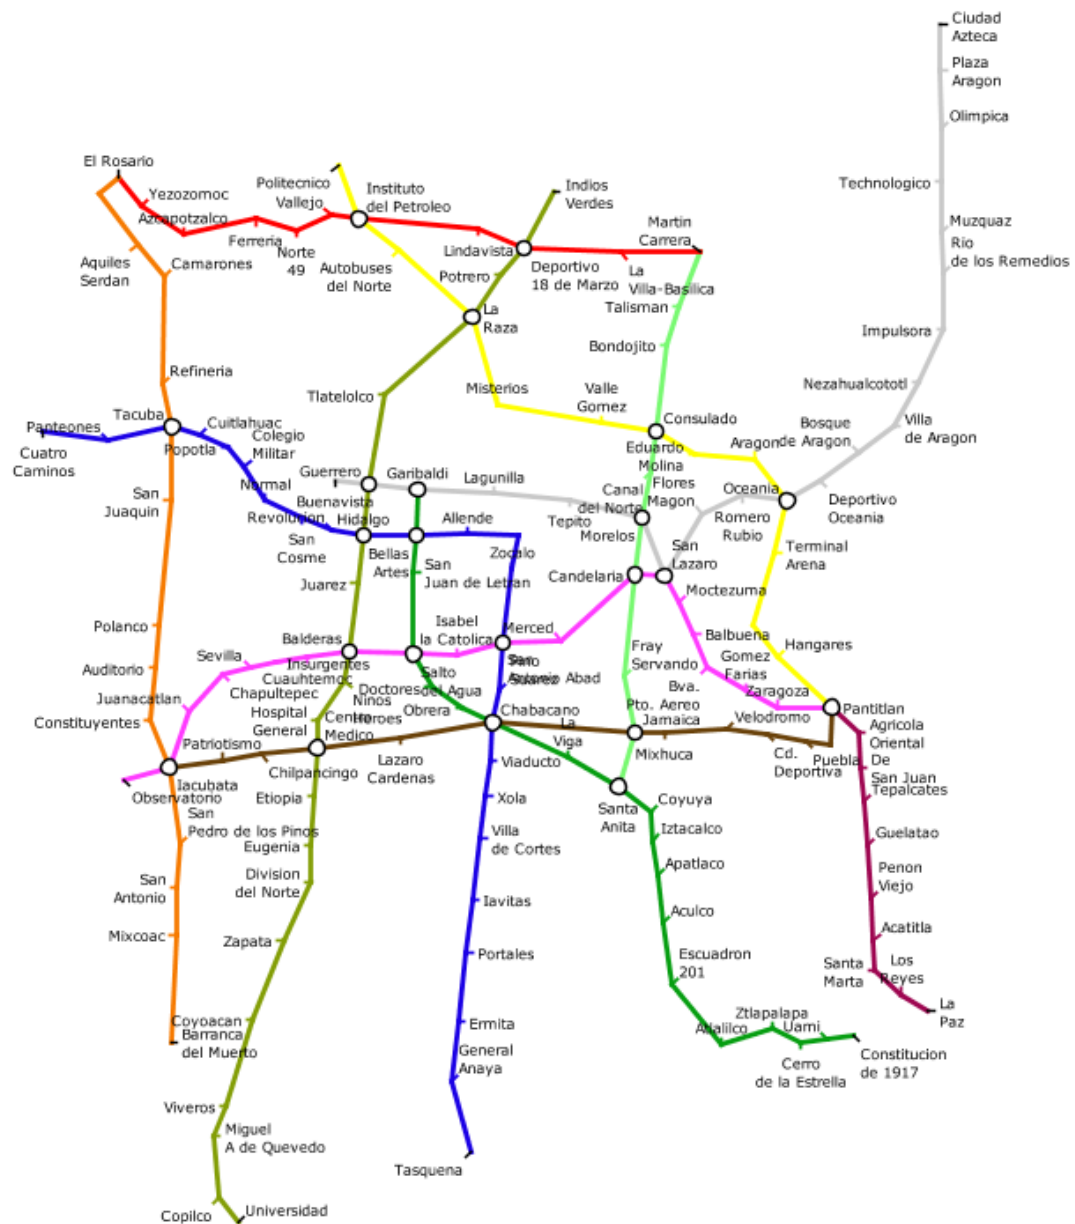 Ciudad
Azteca
Plaza
Aragon
Olimpica
Technologico
Muzquaz
Rio
de los Remedios
Impulsora
Nezahualcototl
Villa
de Aragon
Bosque
de Aragon
Deportivo
Oceania
Oceania
Romero
Rubio
El Rosario
Yezozomoc
Azcapotzalco
Ferreria
Norte
49
Vallejo
Politecnico
Instituto
del Petroleo
Autobuses
del Norte
Lindavista
Indios
Verdes
Deportivo
18 de Marzo
Potrero
La
Raza
La
Villa-Basilica
Martin
Carrera
Talisman
Bondojito
Aquiles
Serdan
Camarones
Refineria
Tacuba
Panteones
Cuatro
Caminos
Popotla
Cuitlahuac
Colegio
Militar
Normal
San
Cosme
Revolucion
Tlatelolco
Misterios
Valle
Gomez
Consulado
Eduardo
Molina
Aragon
Guerrero
Buenavista
Garibaldi
Lagunilla
Tepito
Canal
del Norte
Flores
Magon
Morelos
San
Lazaro
Hidalgo
Bellas
Artes
Allende
Zocalo
San
Juan de Letran
Juarez
San
Juaquin
Polanco
Auditorio
Constituyentes
Juanacatlan
Sevilla
Chapultepec
Insurgentes
Cuauhtemoc
Balderas
Salto
del Agua
Isabel
la Catolica
Merced
Candelaria
Moctezuma
Balbuena
Gomez
Farias
Bva.
Pto. Aereo
Zaragoza
Terminal
Arena
Hangares
Pantitlan
Fray
Servando
Jamaica
Mixhuca
Velodromo
Cd.
Deportiva
Puebla
Doctores
Obrera
Ninos
Heroes
Hospital
General
Centro
Medico
San
Antonio Abad
Suarez
Chabacano
La
Viga
Santa
Anita
Patriotismo
Chilpancingo
Lazaro
Cardenas
Iacubata
Observatorio
San
Pedro de los Pinos
San
Antonio
Mixcoac
Barranca
del Muerto
Etiopia
Eugenia
Division
del Norte
Zapata
Coyoacan
Viveros
Miguel
A de Quevedo
Copilco
Universidad
Viaducto
Xola
Villa
de Cortes
Iavitas
Portales
Ermita
General
Anaya
Tasquena
Coyuya
Iztacalco
Apatlaco
Aculco
Escuadron
201
Atlalilco
Ztlapalapa
Cerro
de la Estrella
Uami
Constitucion
de 1917
Agricola
Oriental
De
San Juan
Tepalcates
Guelatao
Penon
Viejo
Acatitla
Santa
Marta
Los
Reyes
La
Paz